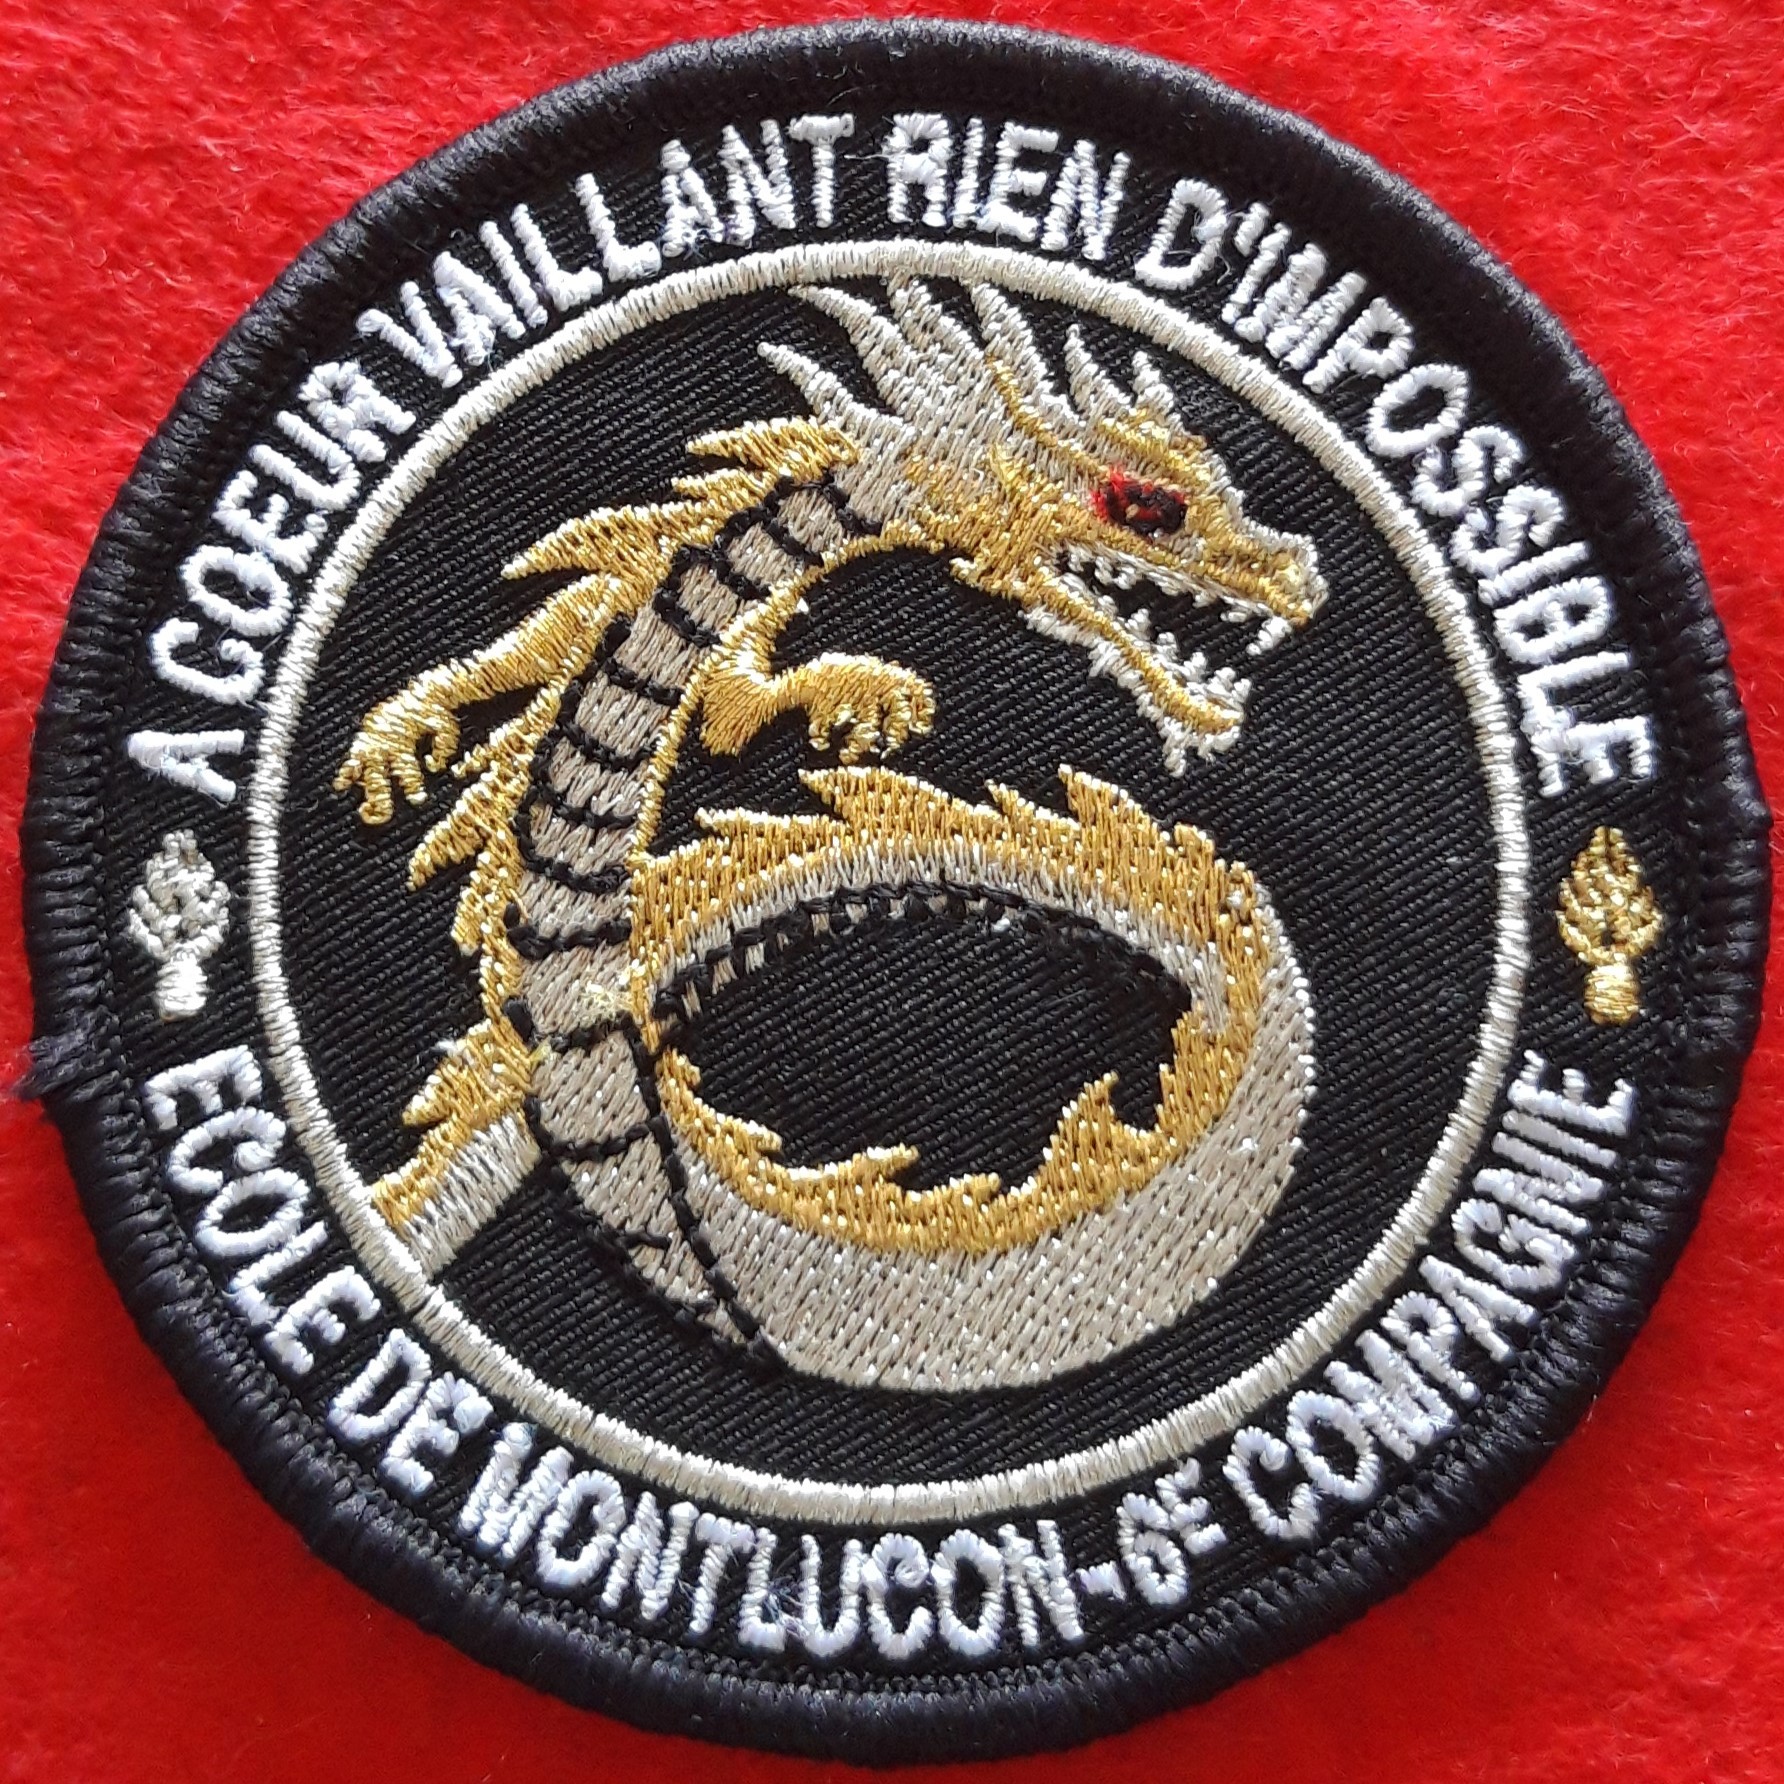 A COEUR VAILLANT RIEN D'IMPOSSIBLE
ECOLE DE MONTLUCON-6E COMPAGNIE